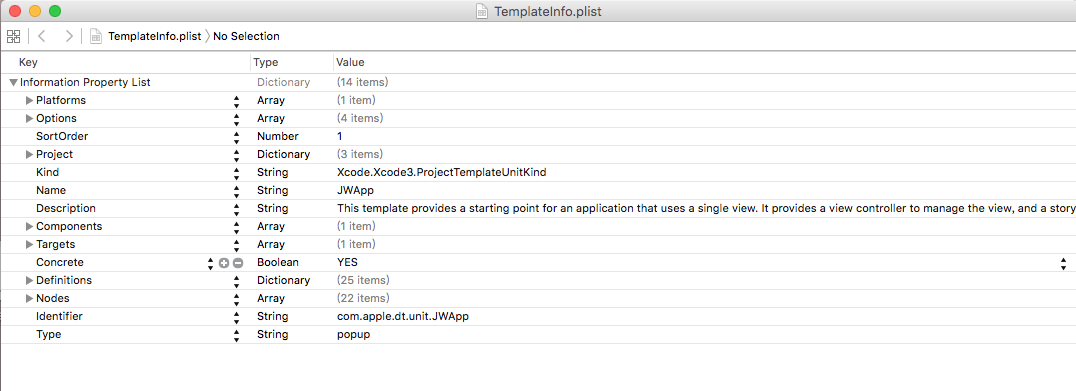 TemplateInfo.plist
TemplateInfo.plist No Selection
Key Type Value
Information Property List Dictionary (14 items)
Platforms Array (1 item)
Options Array (4 items)
SortOrder Number 1
Project Dictionary (3 items)
Kind String Xcode.Xcode3.ProjectTemplateUnitKind
Name String JWApp
Description String This template provides a starting point for an application that uses a single view. It provides a view controller to manage the view, and a story
Components Array (1 item)
Targets Array (1 item)
Concrete Boolean YES
Definitions Dictionary (25 items)
Nodes Array (22 items)
Identifier String com.apple.dt.unit.JWApp
Type String popup